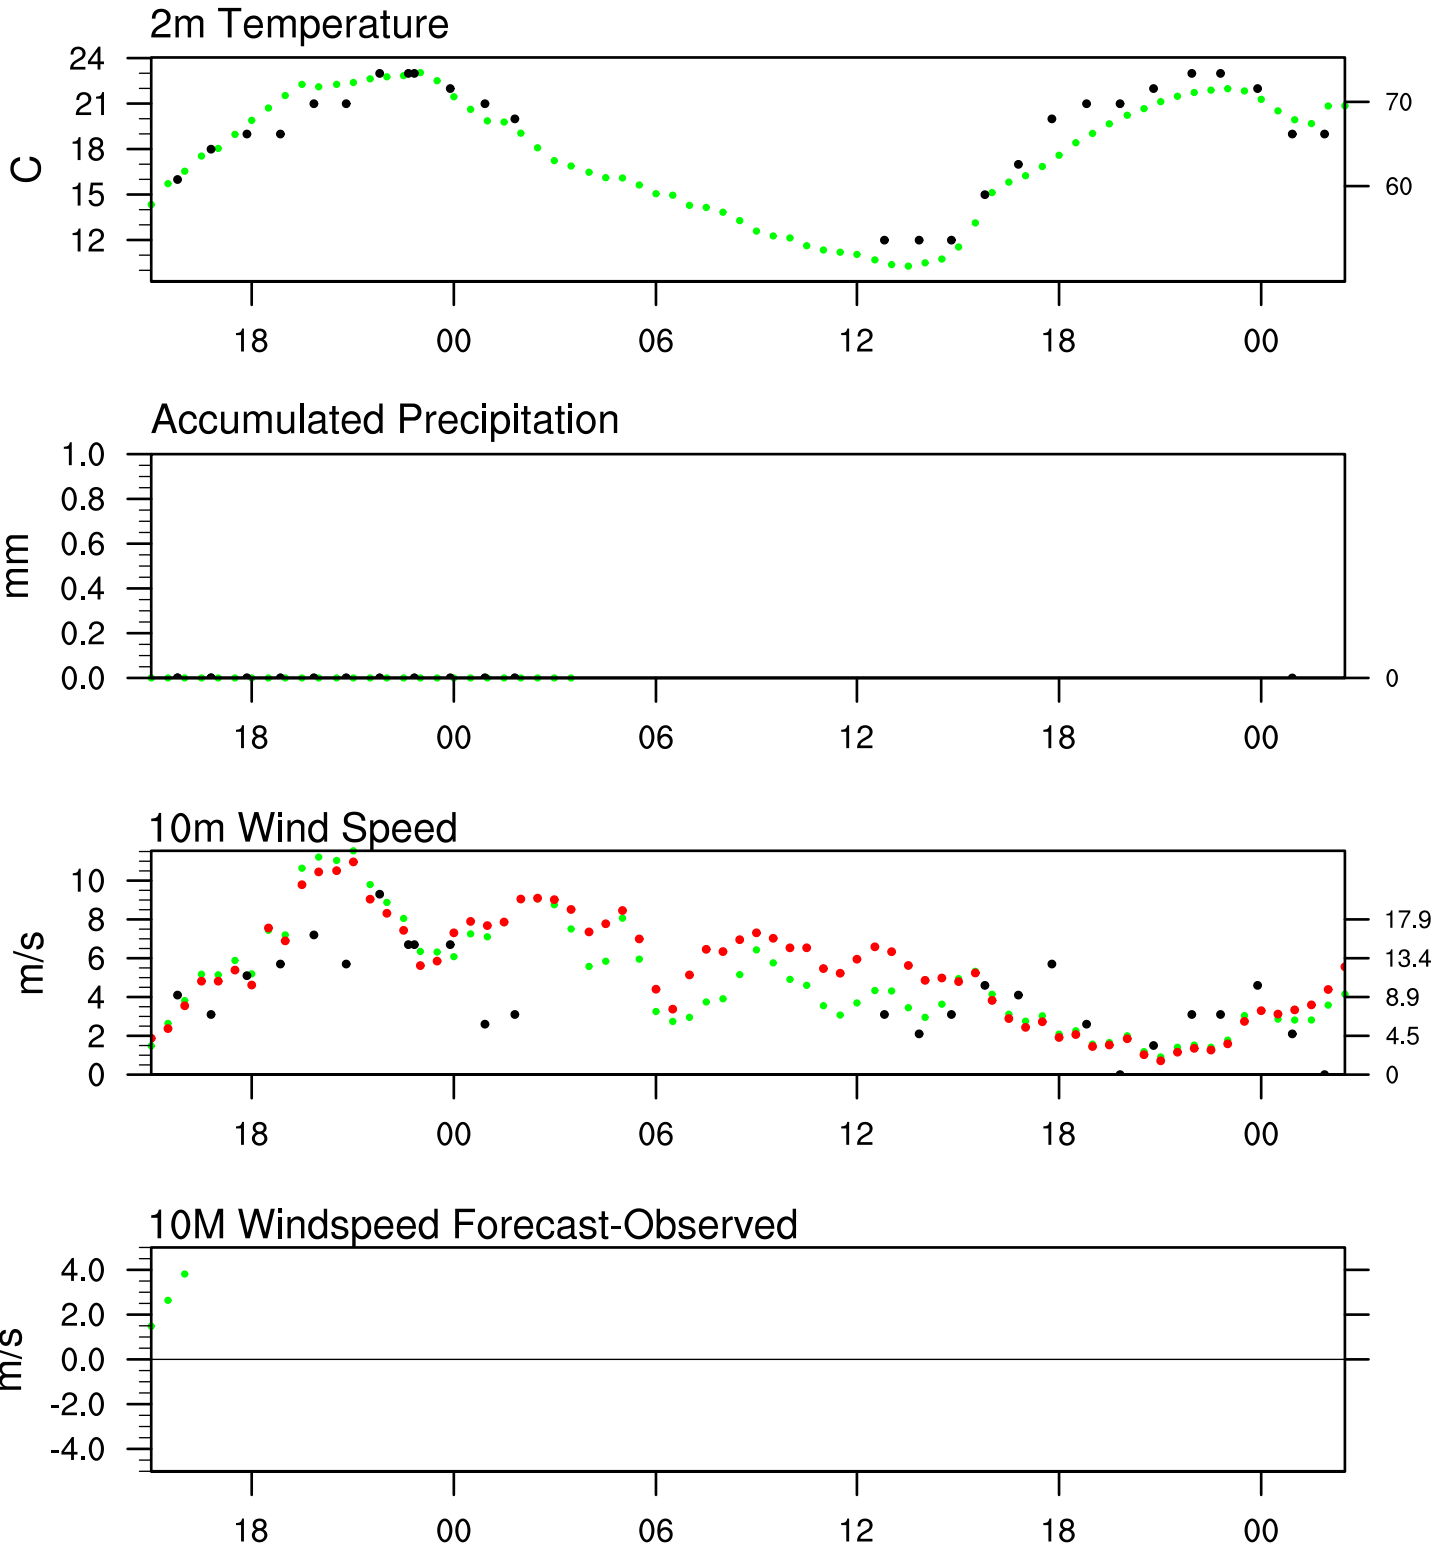 2m Temperature
24
21
18
15
12
C
70
60
18 00 06 12 18 00
Accumulated Precipitation
1.0
0.8
0.6
0.4
0.2
0.0
mm
0
18 00 06 12 18 00
10m Wind Speed
10
8
6
4
2
0
m/s
17.9
13.4
8.9
4.5
0
18 00 06 12 18 00
10M Windspeed Forecast-Observed
4.0
2.0
0.0
-2.0
-4.0
m/s
18 00 06 12 18 00